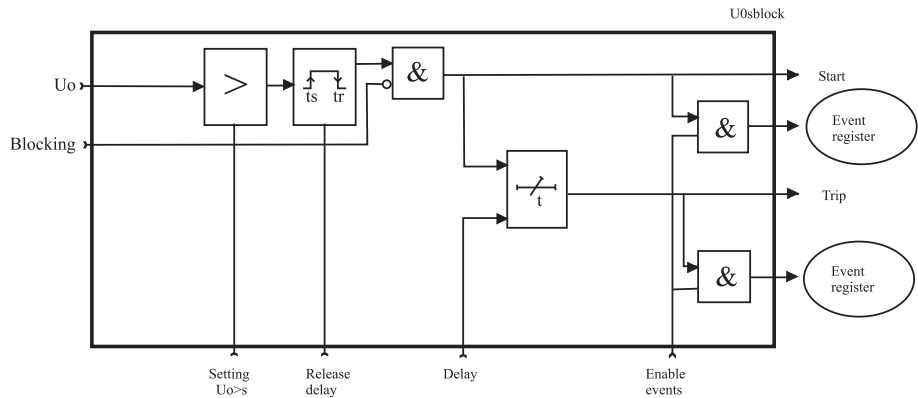 U0sblock
Uo
>
ts tr
&
Start
Blocking
&
Event
register
t
Trip
&
Event
register
Setting
Uo>s
Release
delay
Delay
Enable
events